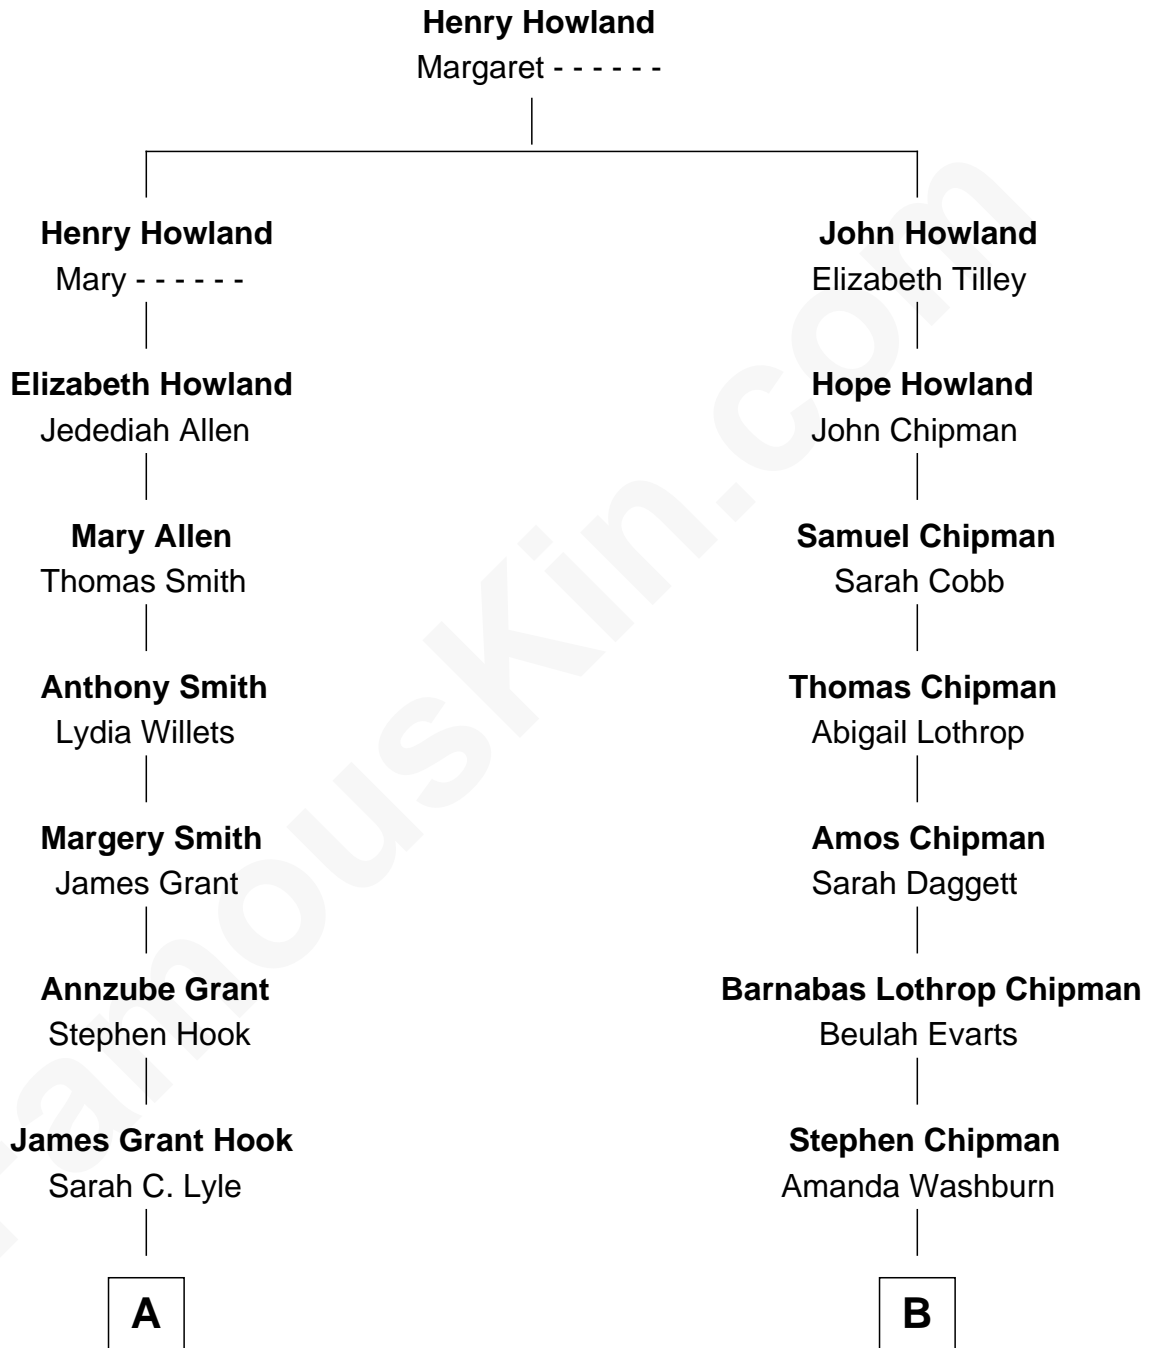 Henry Howland
Margaret - - - - - -
Henry Howland
Mary - - - - - -
John Howland
Elizabeth Tilley
Elizabeth Howland
Jedediah Allen
Hope Howland
John Chipman
Mary Allen
Thomas Smith
Samuel Chipman
Sarah Cobb
Anthony Smith
Lydia Willets
Thomas Chipman
Abigail Lothrop
Margery Smith
James Grant
Amos Chipman
Sarah Daggett
Annzube Grant
Stephen Hook
Barnabas Lothrop Chipman
Beulah Evarts
James Grant Hook
Sarah C. Lyle
Stephen Chipman
Amanda Washburn
A
B
FamousKin.com